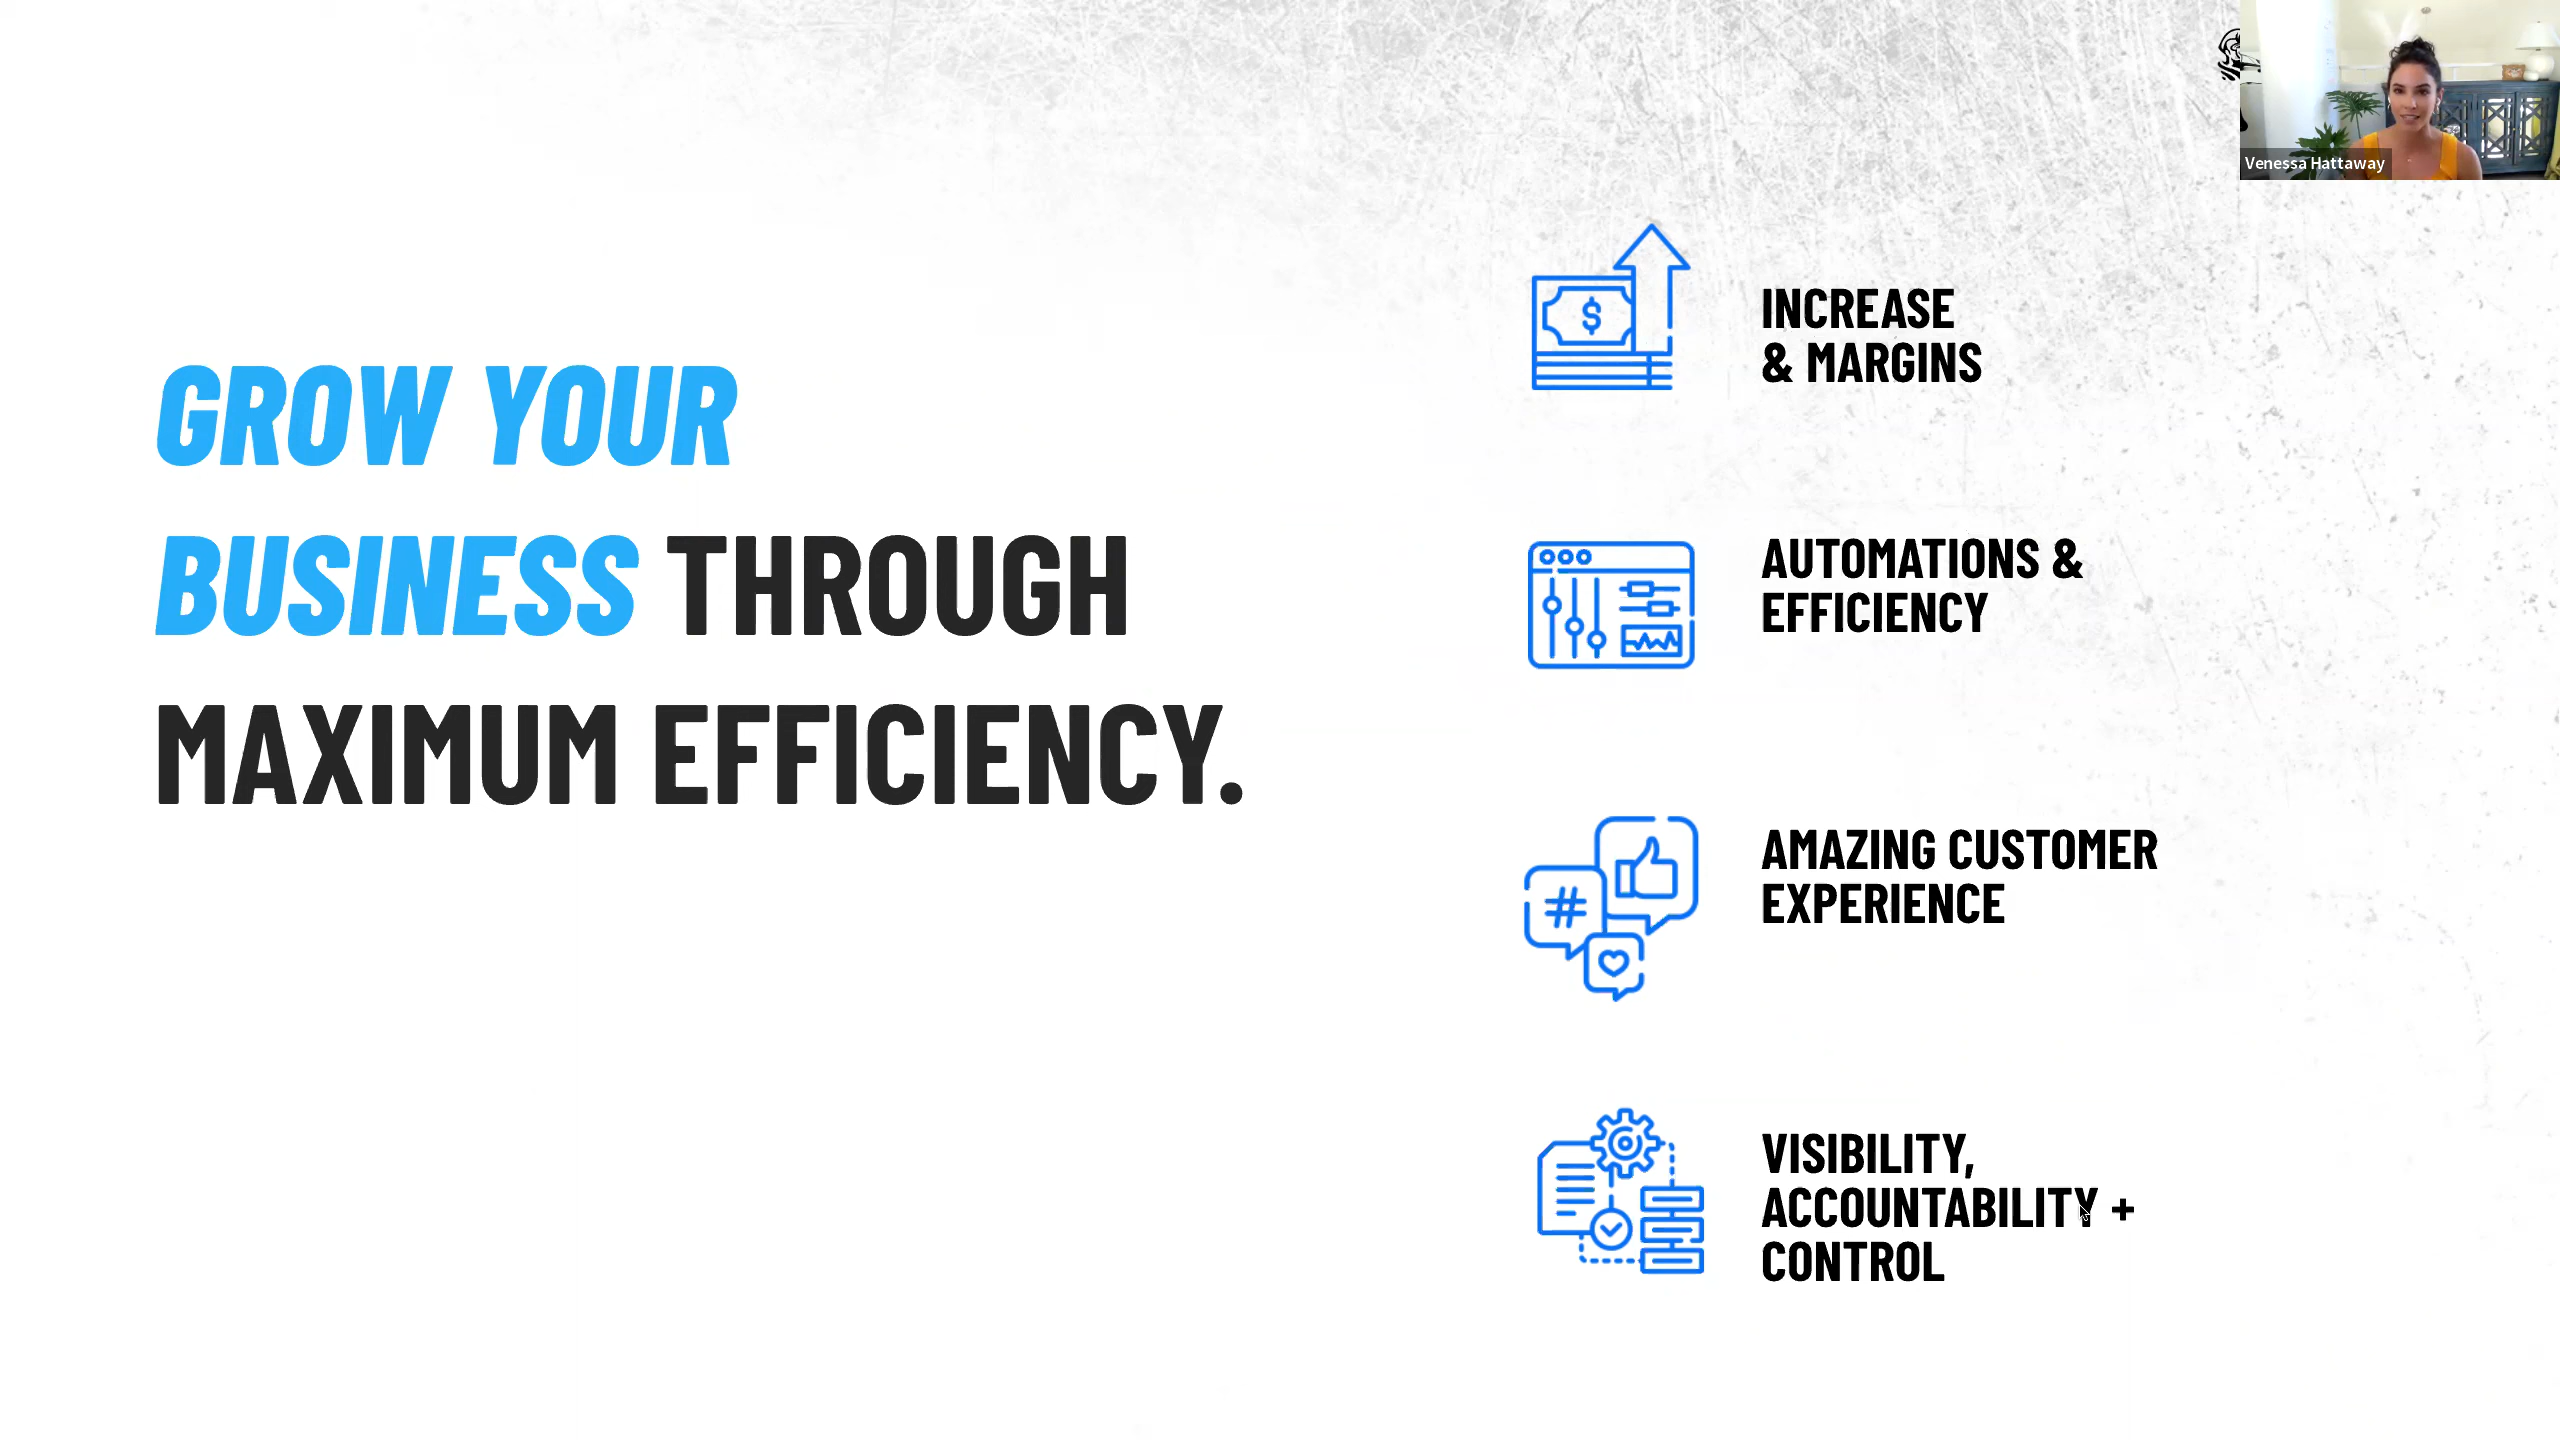 GROW YOUR
BUSINESS THROUGH
MAXIMUM EFFICIENCY.
INCREASE
& MARGINS
AUTOMATIONS &
EFFICIENCY
AMAZING CUSTOMER
EXPERIENCE
VISIBILITY,
ACCOUNTABILITY +
CONTROL
Venessa Hattaway
$
#